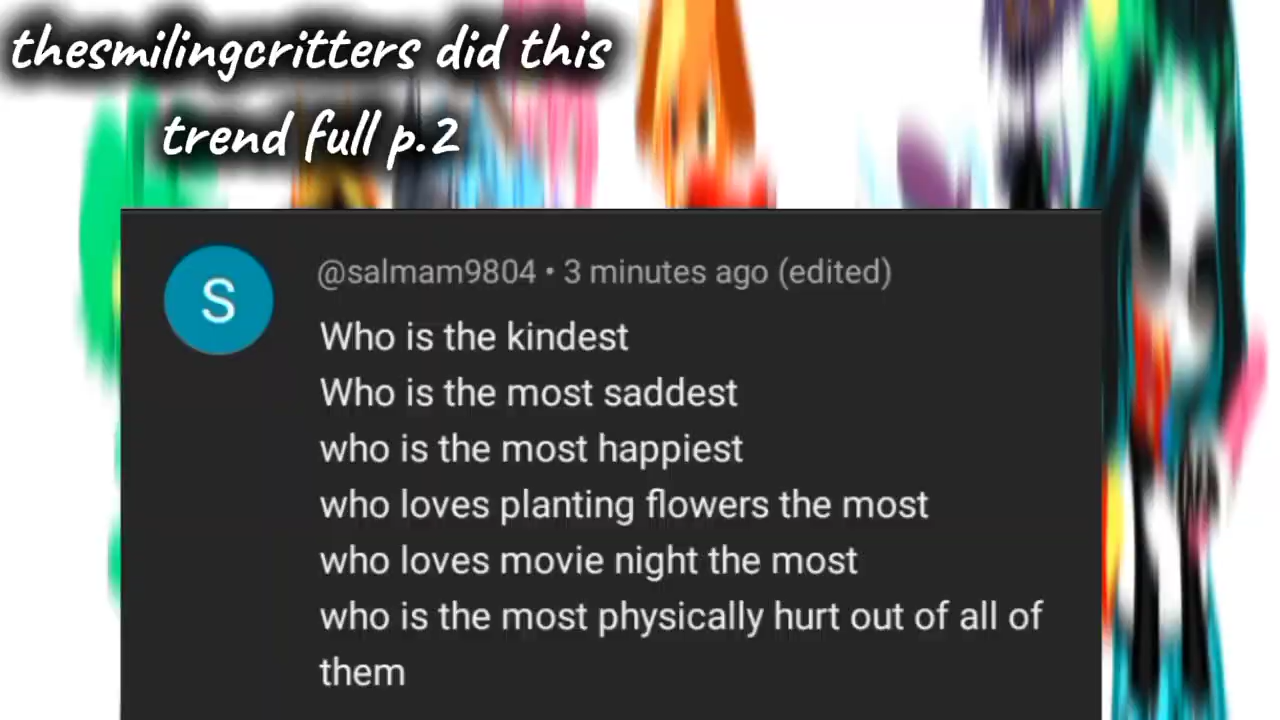 thesmilingcritters did this
trend full p.2
S
@salmam9804 • 3 minutes ago (edited)
Who is the kindest
Who is the most saddest
who is the most happiest
who loves planting flowers the most
who loves movie night the most
who is the most physically hurt out of all of
them